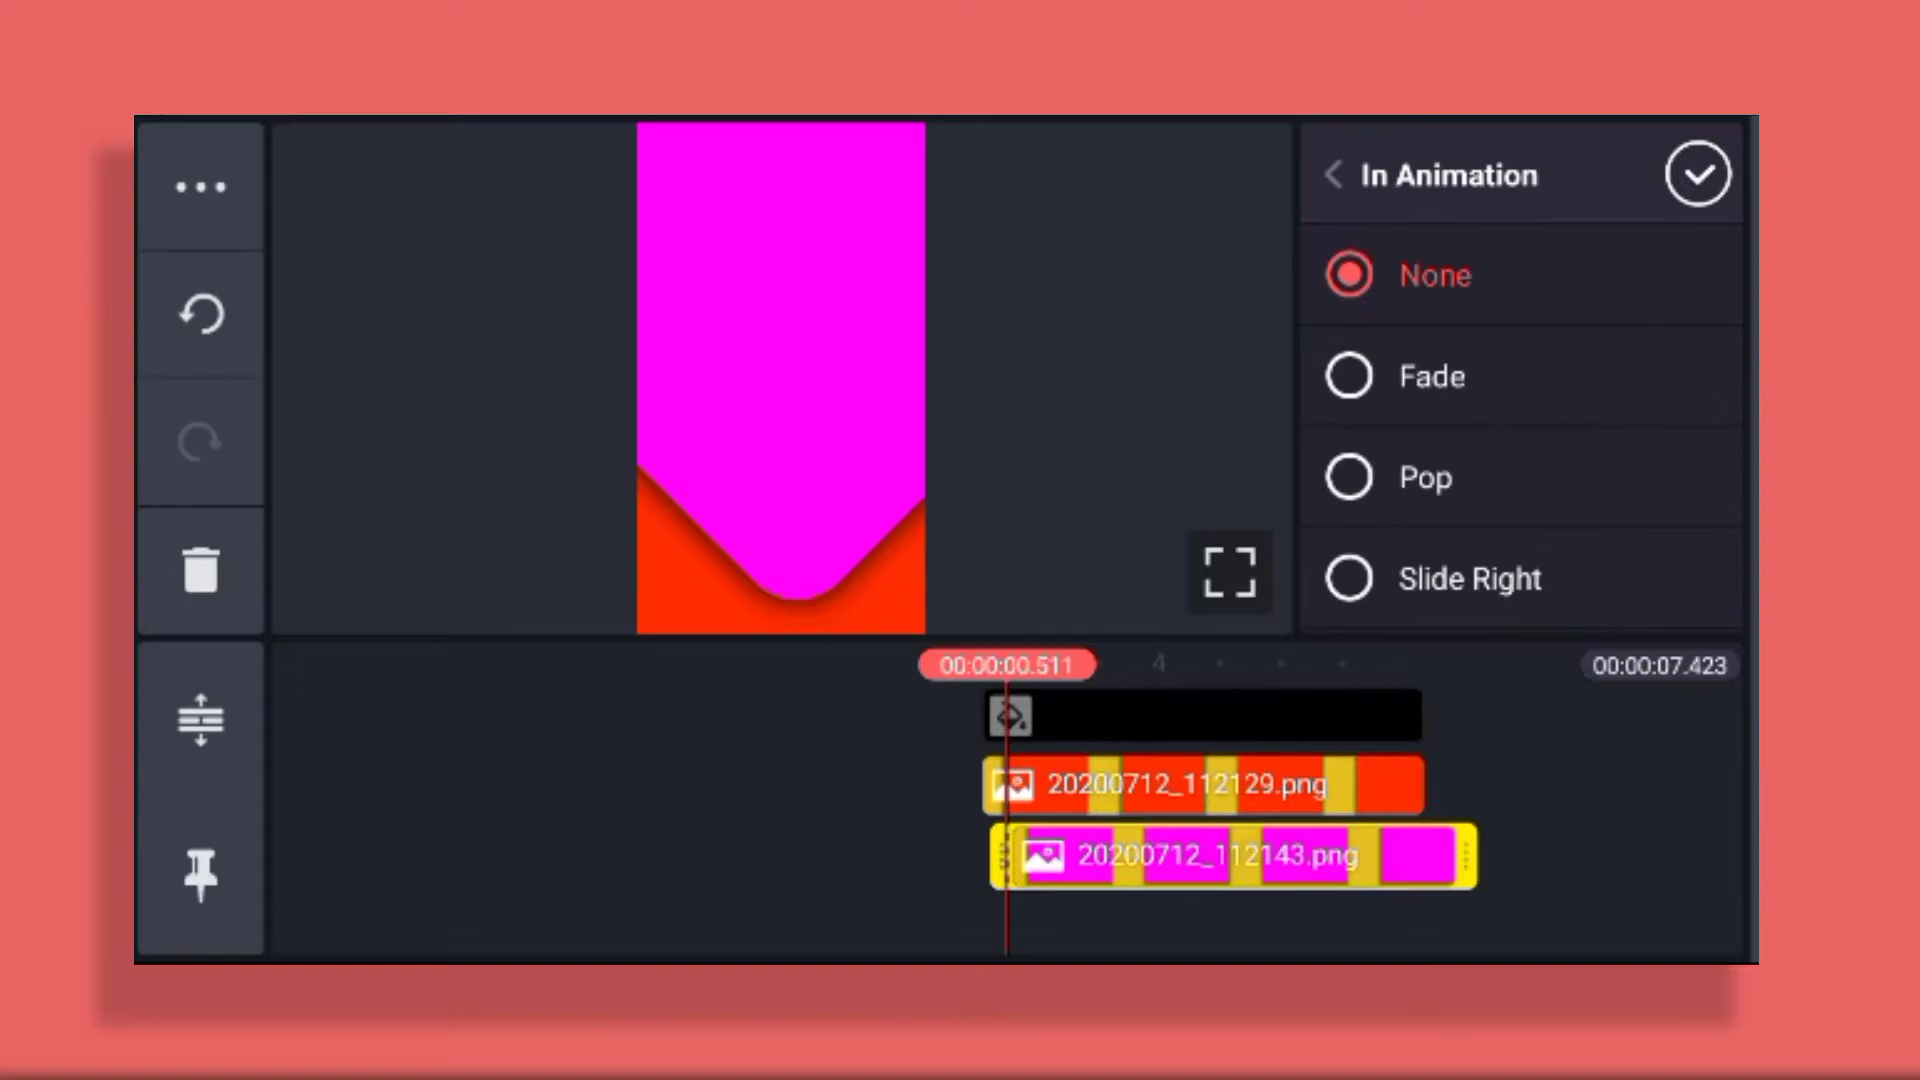 In Animation
None
Fade
Pop
Slide Right
00:00:00.511
4
00:00:07.423
20200712_112129.png
20200712_112143.png